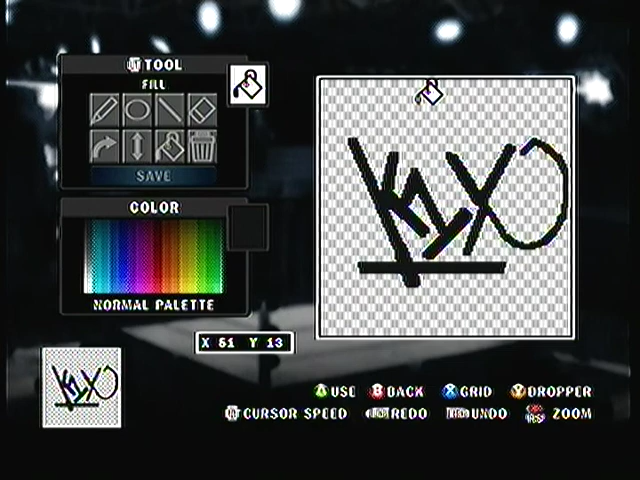 TOOL
FILL
SAVE
COLOR
NORMAL PALETTE
X 51 Y 13
USE BACK GRID DROPPER
CURSOR SPEED REDO UNDO ZOOM